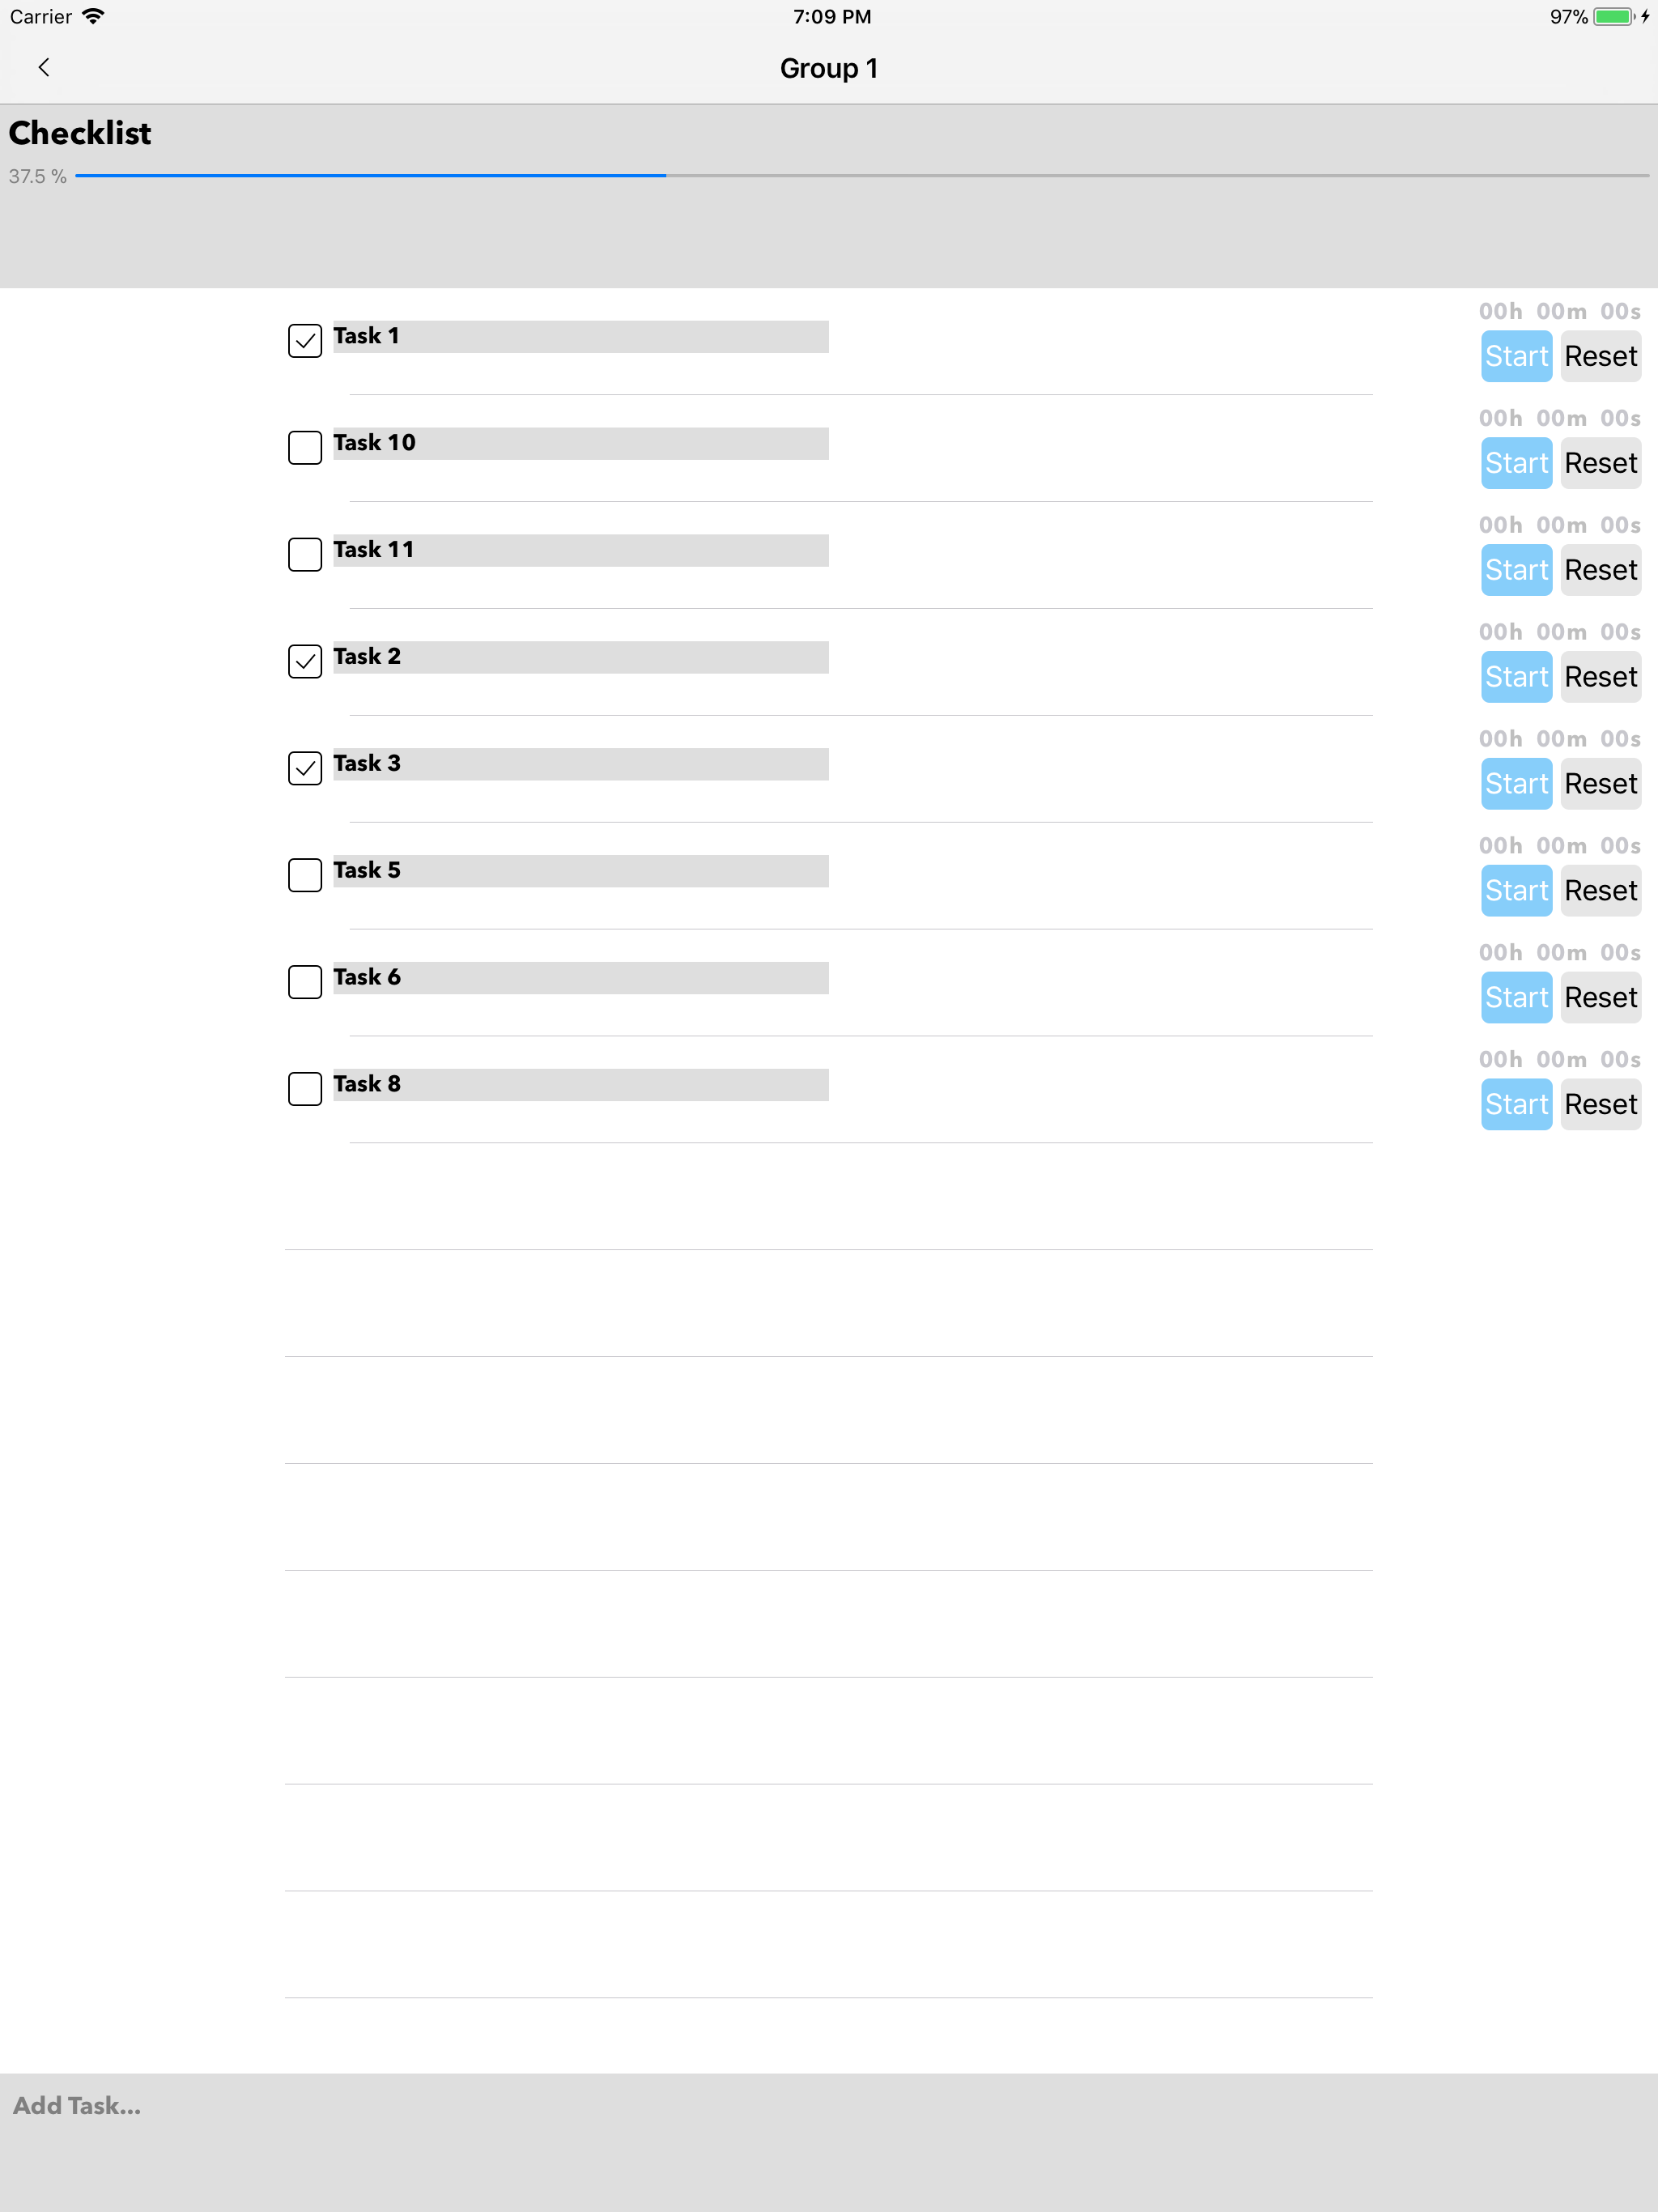 Carrier 7:09 PM 97%
Group 1
Checklist
37.5 %
00h 00m 00s
Task 1 Start Reset
00h 00m 00s
Task 10 Start Reset
00h 00m 00s
Task 11 Start Reset
00h 00m 00s
Task 2 Start Reset
00h 00m 00s
Task 3 Start Reset
00h 00m 00s
Task 5 Start Reset
00h 00m 00s
Task 6 Start Reset
00h 00m 00s
Task 8 Start Reset
Add Task...